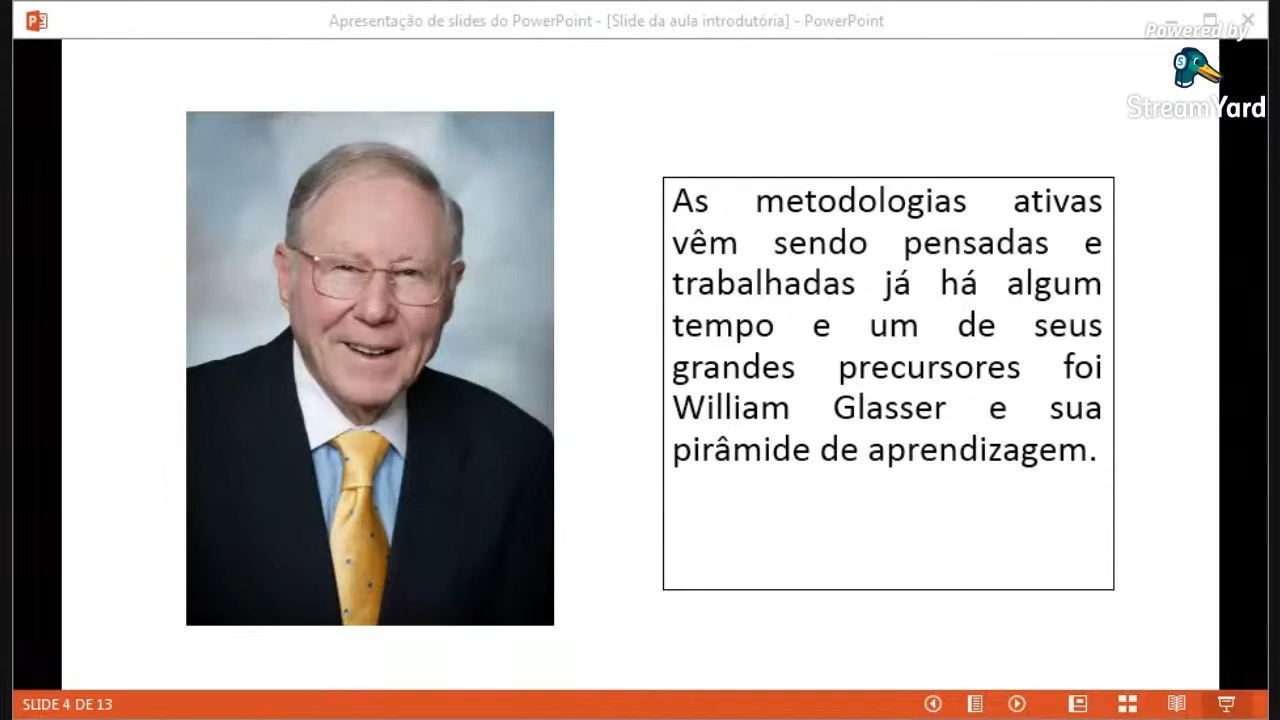 Apresentação de slides do PowerPoint - [Slide da aula introdutória] - PowerPoint
Powered by
StreamYard
As metodologias ativas
vêm sendo pensadas e
trabalhadas já há algum
tempo e um de seus
grandes precursores foi
William Glasser e sua
pirâmide de aprendizagem.
SLIDE 4 DE 13